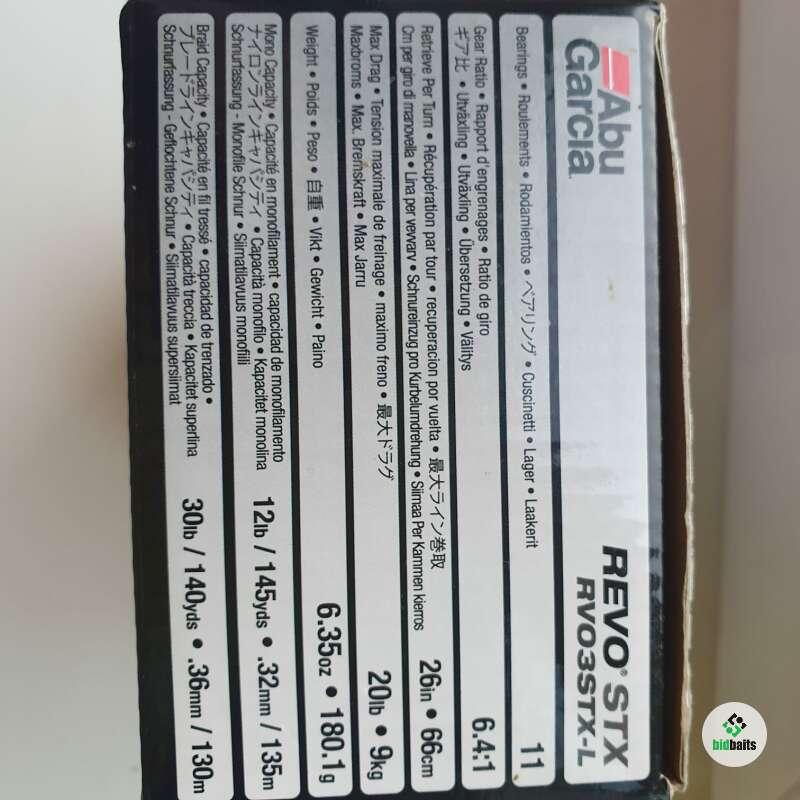 Abu
Garcia
REVO® STX
RVO3STX-L
Bearings • Roulements • Rodamientos • ベアリング • Cuscinetti • Lager • Laakerit
11
Gear Ratio • Rapport d'engrenages • Ratio de giro
ギア比 • Utväxling • Utväxling • Übersetzung • Välitys
6.4:1
Retrieve Per Turn • Récupération par tour • recuperacion por vuelta • 最大ライン巻取
Cm per giro di manovella • Lina per vevvarv • Schnureinzug pro Kurbelumdrehung • Siimaa Per Kammen kierros
26in • 66cm
Max Drag • Tension maximale de freinage • maximo freno • 最大ドラグ
Maxbroms • Max. Bremskraft • Max Jarru
20lb • 9kg
Weight • Poids • Peso • 自重 • Vikt • Gewicht • Paino
6.35oz • 180.1g
Mono Capacity • Capacité en monofilament • capacidad de monofilamento
ナイロンラインキャパシティ • Capacità monofilo • Kapacitet monolina
Schnurfassung - Monofile Schnur • Siimatilavuus monofiili
12lb / 145yds • .32mm / 135m
Braid Capacity • Capacité en fil tressé • capacidad de trenzado •
ブレードラインキャパシティ • Capacità treccia • Kapacitet superlina
Schnurfassung - Geflochtene Schnur • Siimatilavuus supersiimat
30lb / 140yds • .36mm / 130m
bidbaits